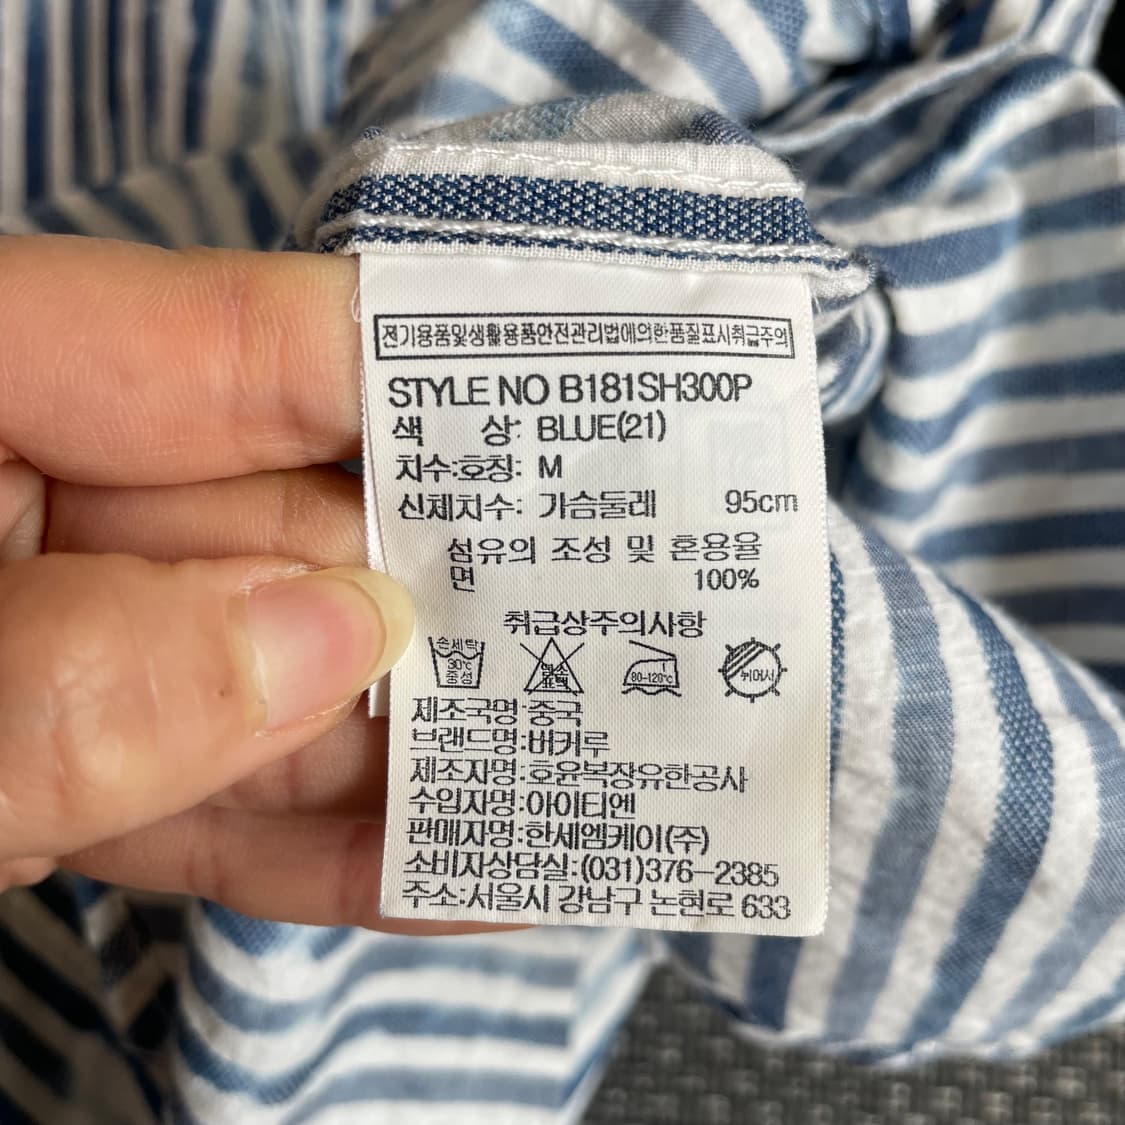 전기용품및생활용품안전관리법에의한품질표시취급주의
STYLE NO B181SH300P
색 상: BLUE(21)
치수:호칭: M
신체치수: 가슴둘레 95cm
섬유의 조성 및 혼용율
면 100%
취급상주의사항
손세탁 30℃ 중성
염소 표백
80~120℃
뉘어서
제조국명:중국
브랜드명:버커루
제조자명:호윤복장유한공사
수입자명:아이티엔
판매자명:한세엠케이(주)
소비자상담실:(031)376-2385
주소:서울시 강남구 논현로 633